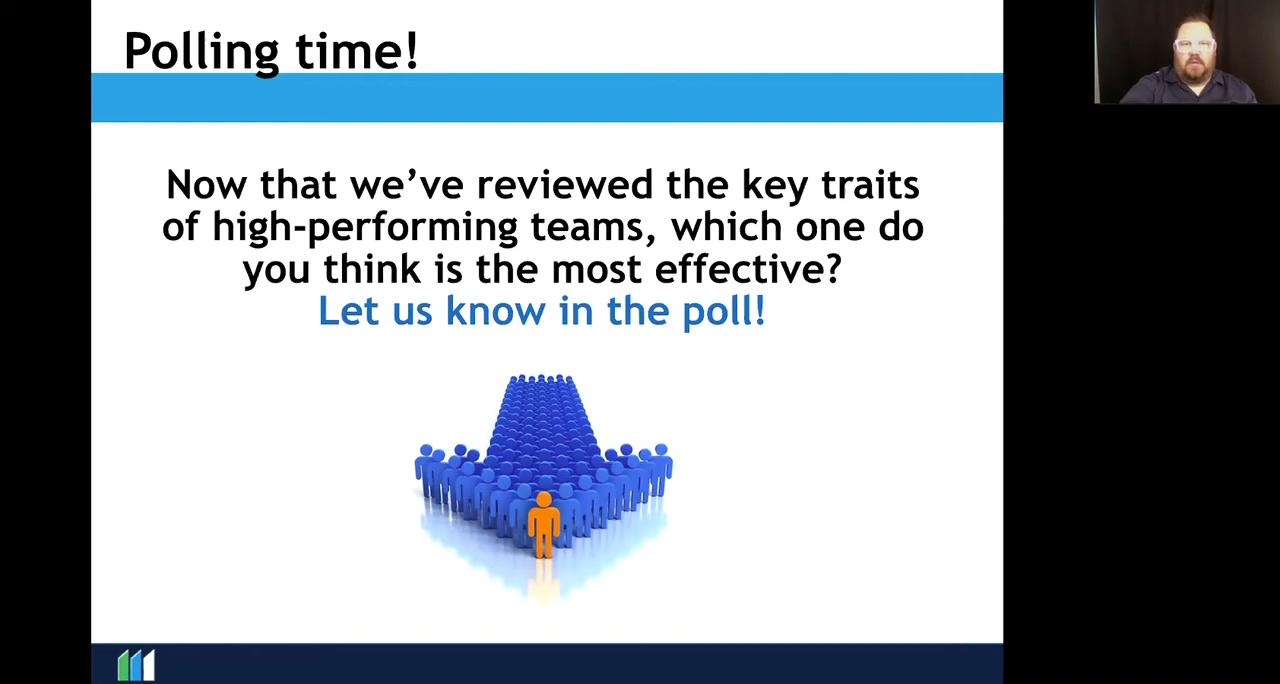 Polling time!
Now that we’ve reviewed the key traits
of high-performing teams, which one do
you think is the most effective?
Let us know in the poll!